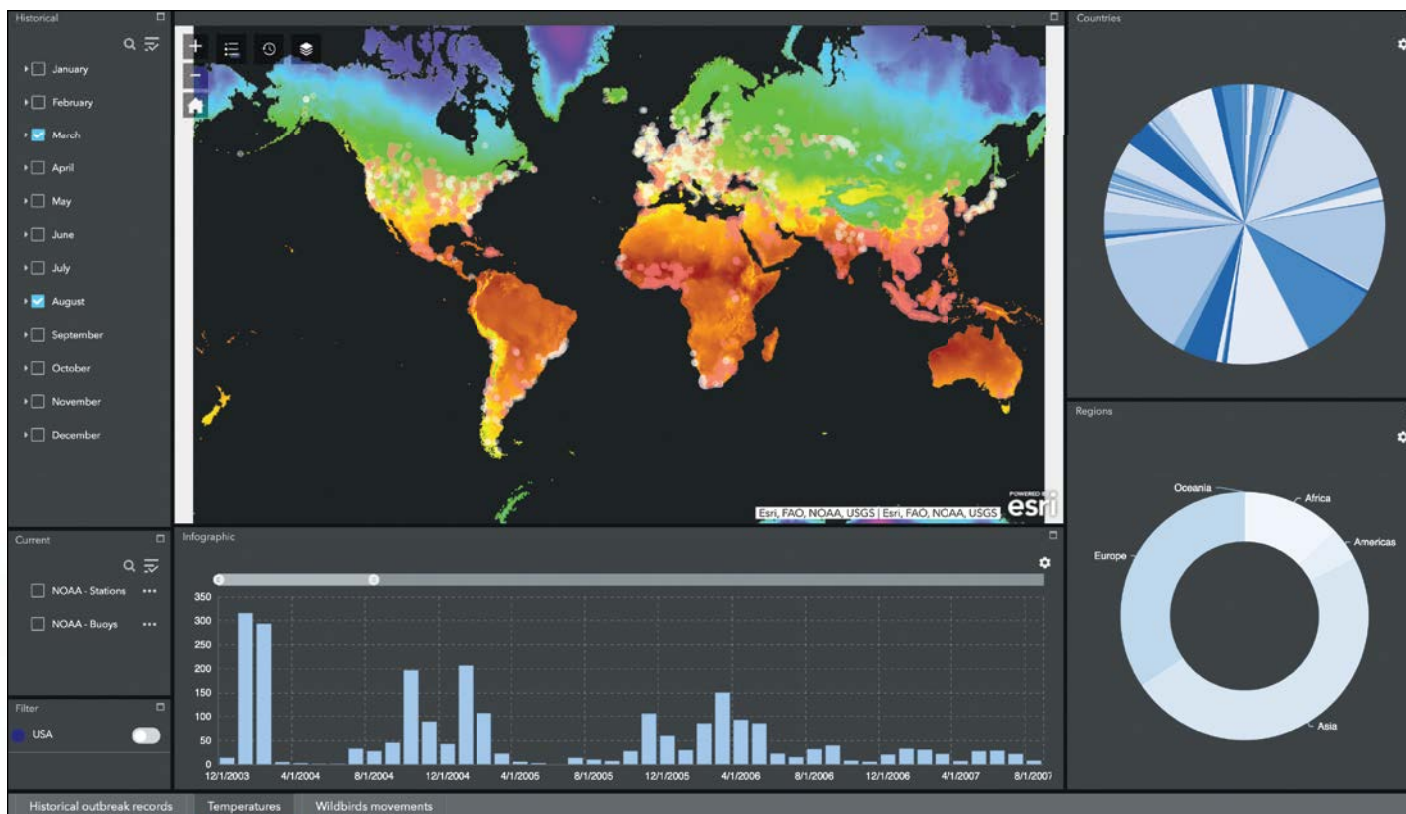 Historical
January
February
March
April
May
June
July
August
September
October
November
December
Current
NOAA - Stations
NOAA - Buoys
Filter
USA
POWERED BY
esri
Esri, FAO, NOAA, USGS | Esri, FAO, NOAA, USGS
Infographic
350
300
250
200
150
100
50
0
12/1/2003 4/1/2004 8/1/2004 12/1/2004 4/1/2005 8/1/2005 12/1/2005 4/1/2006 8/1/2006 12/1/2006 4/1/2007 8/1/2007
Countries
Regions
Oceania
Africa
Americas
Europe
Asia
Historical outbreak records Temperatures Wildbirds movements